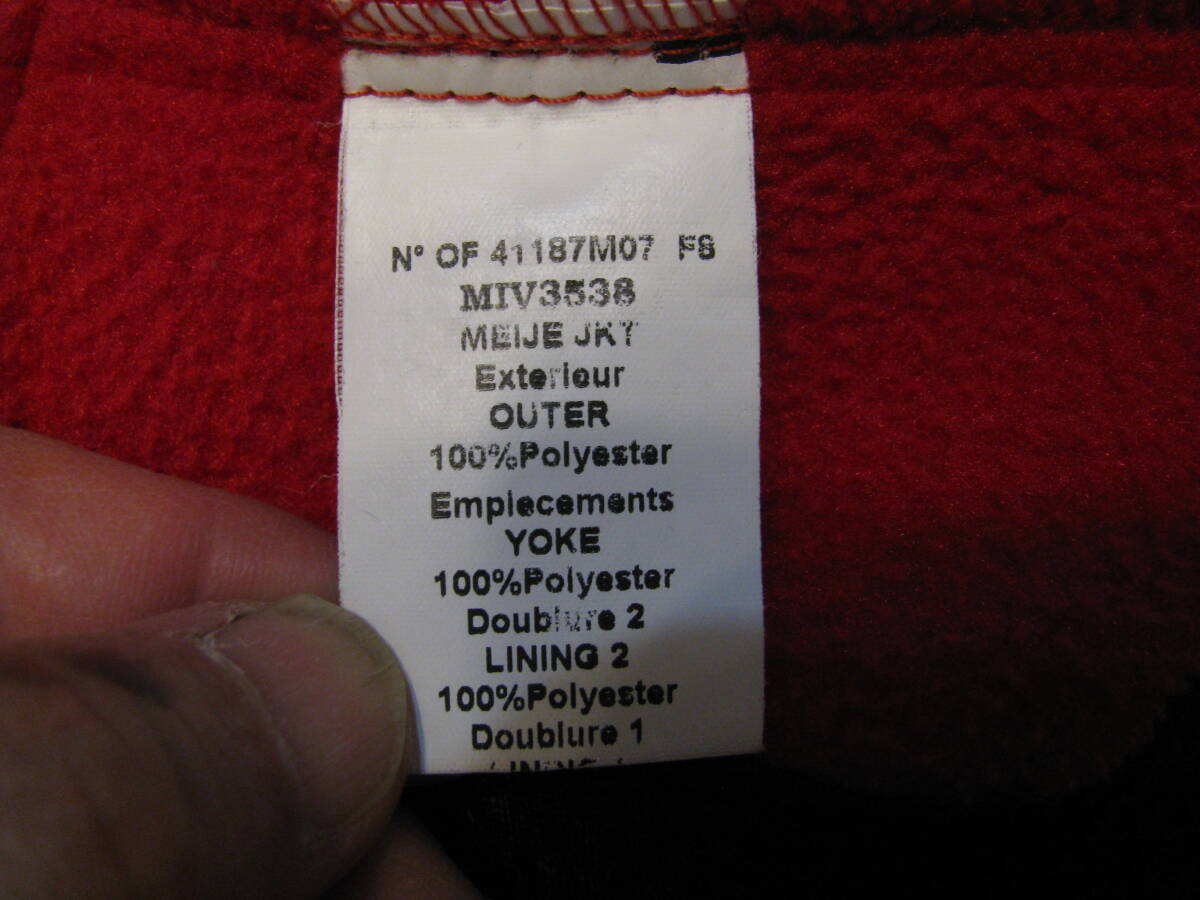 N° OF 41187M07 F8
MIV3538
MEIJE JKT
Exterieur
OUTER
100%Polyester
Emplecements
YOKE
100%Polyester
Doublure 2
LINING 2
100%Polyester
Doublure 1